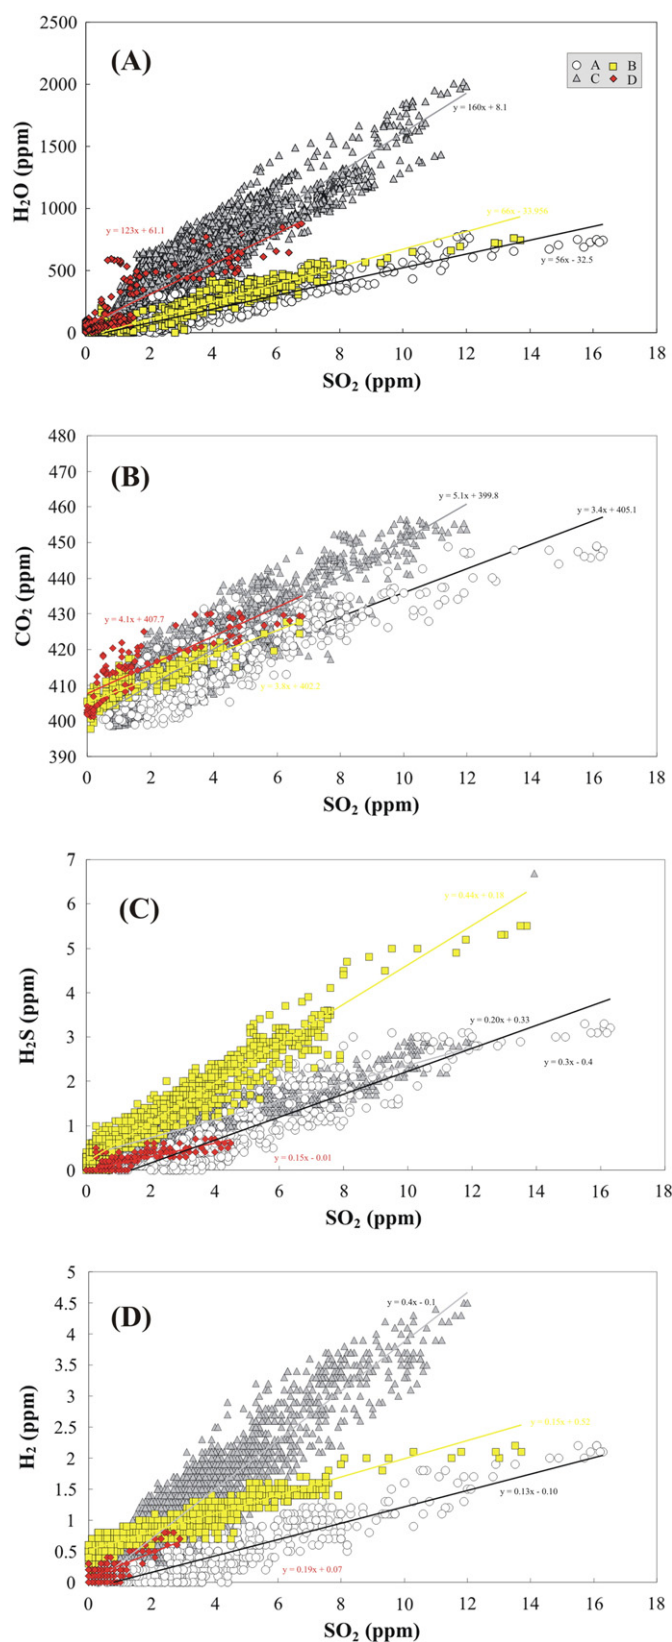 2500
(A)
A B
C D
2000
y = 160x + 8.1
1500
H₂O (ppm)
1000
y = 123x + 61.1
y = 56x - 32.5
500
0
0 2 4 6 8 10 12 14 16 18
SO₂ (ppm)
480
470
(B)
y = 5.1x + 399.8
460
y = 3.4x + 405.1
450
440
CO₂ (ppm)
430
y = 4.1x + 407.7
420
410
400
390
0 2 4 6 8 10 12 14 16 18
SO₂ (ppm)
7
(C)
y = 0.44x + 0.18
6
5
4
H₂S (ppm)
y = 0.20x + 0.33
3
y = 0.3x - 0.4
2
1
y = 0.15x - 0.01
0
0 2 4 6 8 10 12 14 16 18
SO₂ (ppm)
5
(D)
y = 0.4x - 0.1
4.5
4
3.5
3
H₂ (ppm)
2.5
2
1.5
y = 0.13x - 0.10
1
0.5
y = 0.19x + 0.07
0
0 2 4 6 8 10 12 14 16 18
SO₂ (ppm)